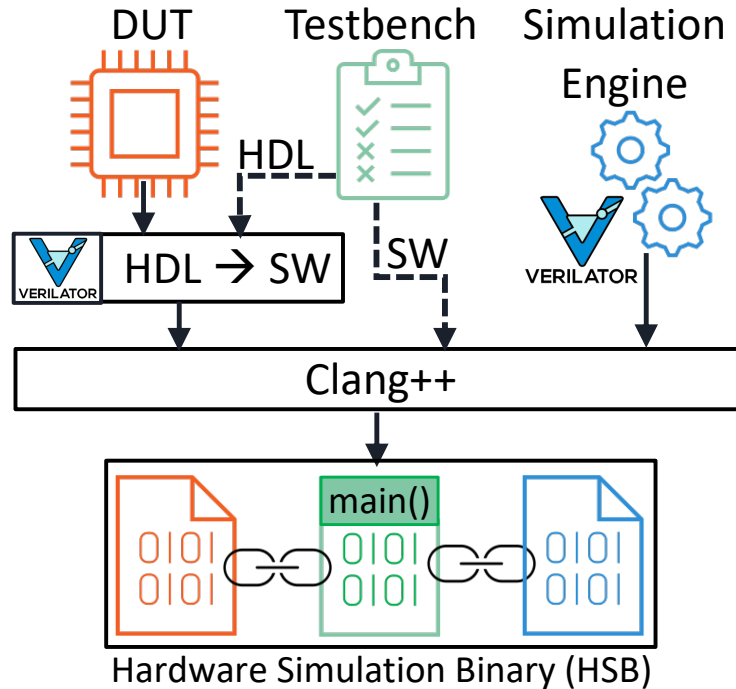 DUT
Testbench
Simulation
Engine
HDL
VERILATOR
HDL → SW
VERILATOR
SW
Clang++
main()
0101
0101
0101
0101
0101
0101
Hardware Simulation Binary (HSB)